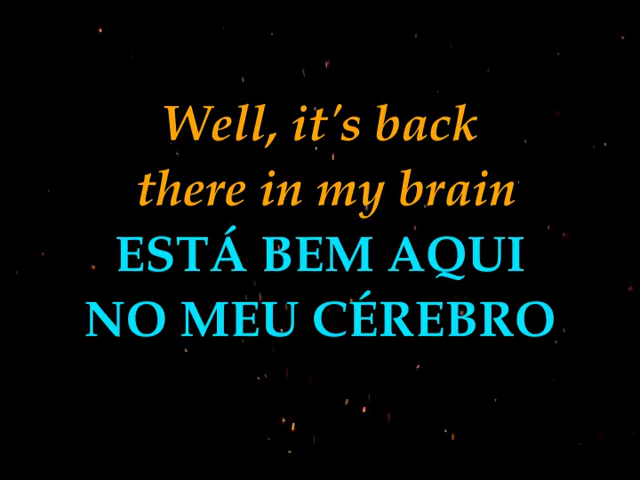 Well, it's back
there in my brain
ESTÁ BEM AQUI
NO MEU CÉREBRO